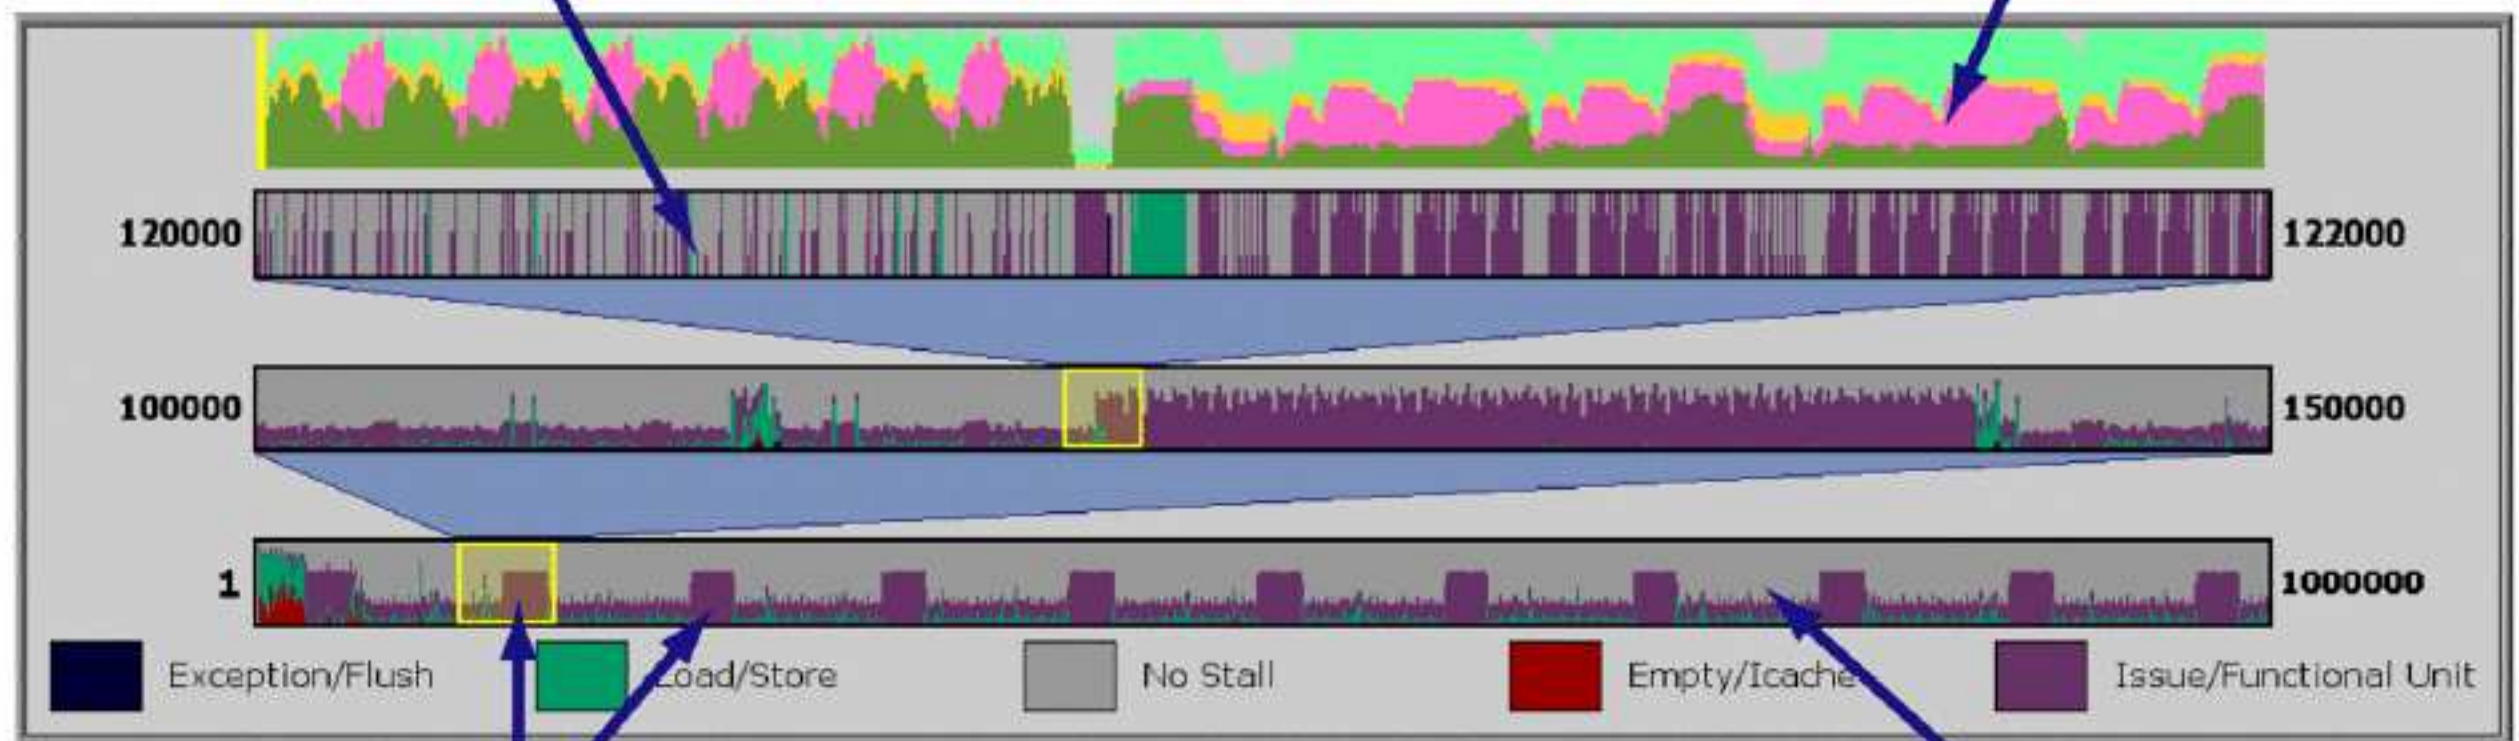 120000 122000
100000 150000
1 1000000
Exception/Flush Load/Store No Stall Empty/Icache Issue/Functional Unit